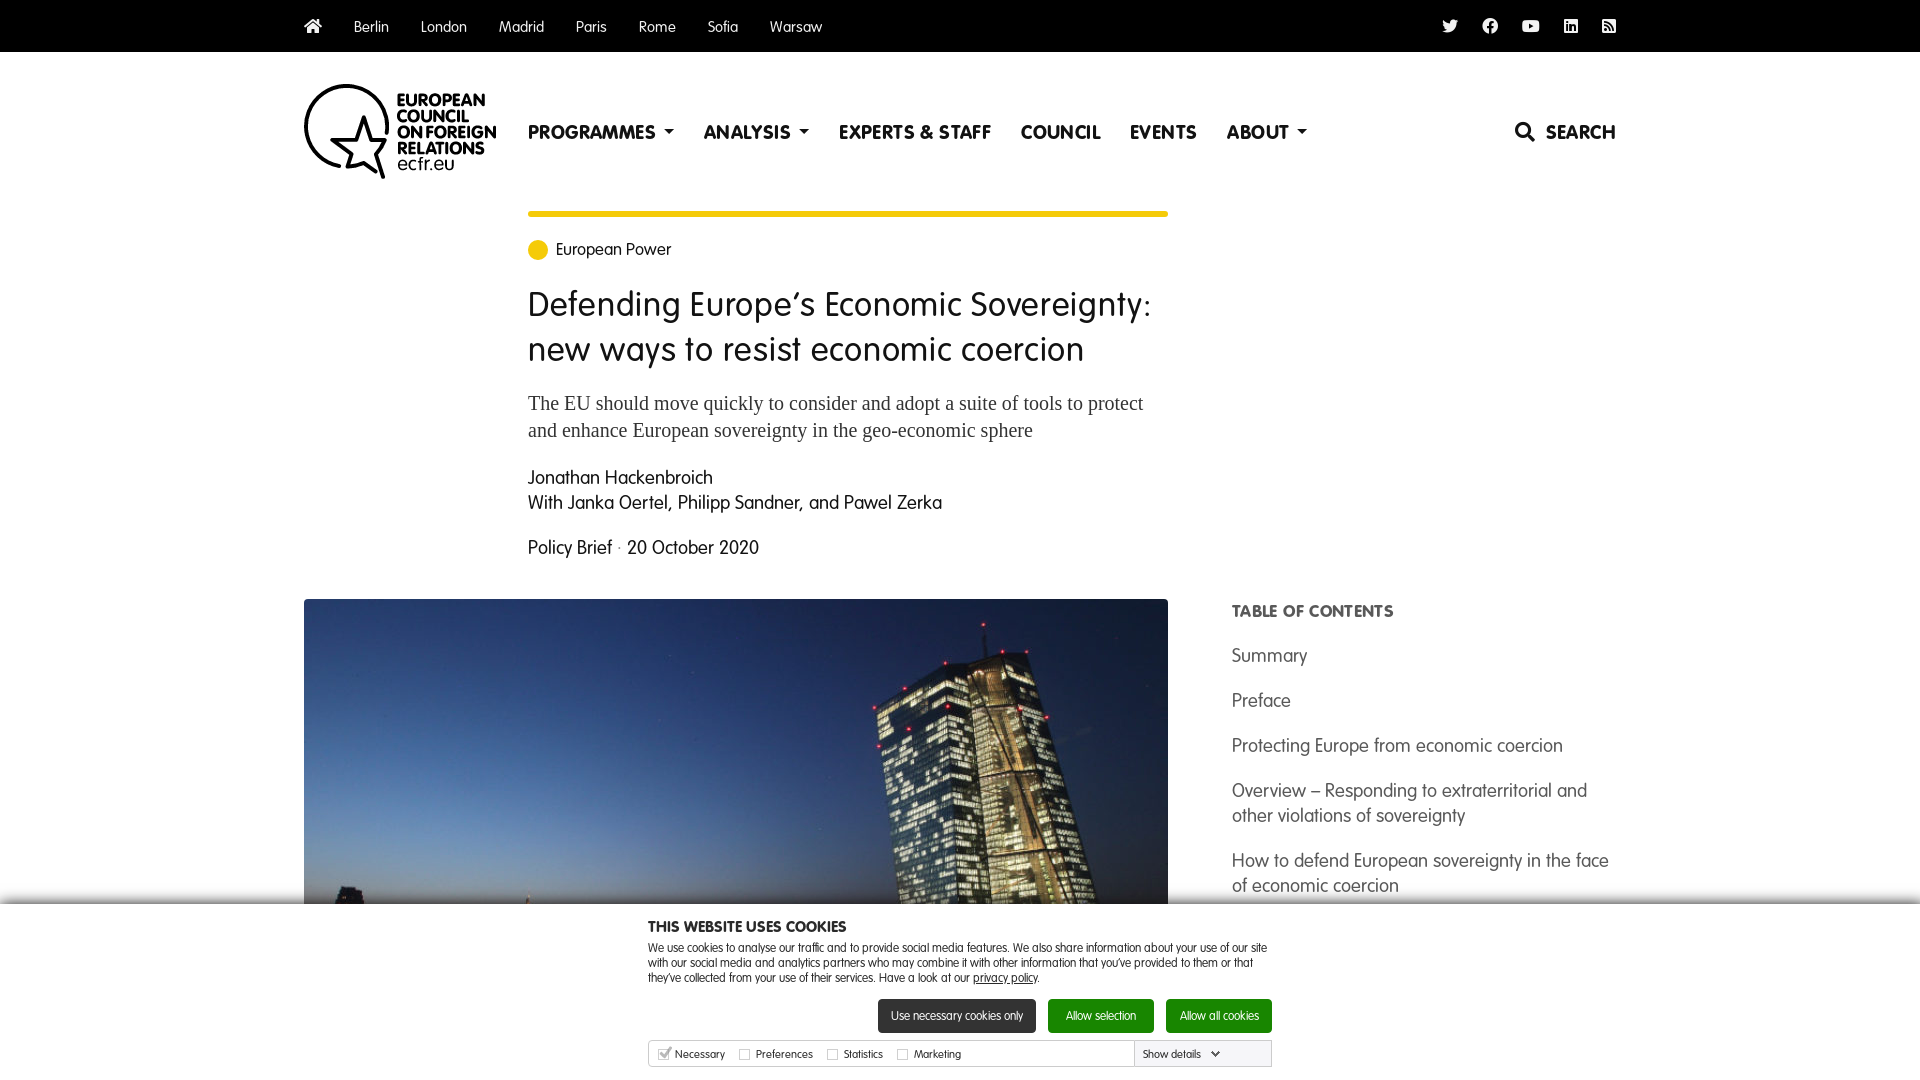 Berlin London Madrid Paris Rome Sofia Warsaw
EUROPEAN
COUNCIL
ON FOREIGN
RELATIONS
ecfr.eu
PROGRAMMES ANALYSIS EXPERTS & STAFF COUNCIL EVENTS ABOUT SEARCH
European Power
Defending Europe’s Economic Sovereignty:
new ways to resist economic coercion
The EU should move quickly to consider and adopt a suite of tools to protect
and enhance European sovereignty in the geo-economic sphere
Jonathan Hackenbroich
With Janka Oertel, Philipp Sandner, and Pawel Zerka
Policy Brief · 20 October 2020
TABLE OF CONTENTS
Summary
Preface
Protecting Europe from economic coercion
Overview – Responding to extraterritorial and
other violations of sovereignty
How to defend European sovereignty in the face
of economic coercion
THIS WEBSITE USES COOKIES
We use cookies to analyse our traffic and to provide social media features. We also share information about your use of our site
with our social media and analytics partners who may combine it with other information that you’ve provided to them or that
they’ve collected from your use of their services. Have a look at our privacy policy.
Use necessary cookies only Allow selection Allow all cookies
Necessary Preferences Statistics Marketing Show details